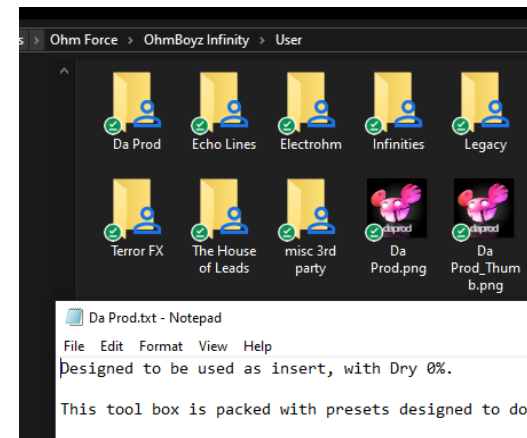 s > Ohm Force > OhmBoyz Infinity > User
Da Prod
Echo Lines
Electrohm
Infinities
Legacy
Terror FX
The House
of Leads
misc 3rd
party
daprod
Da
Prod.png
daprod
Da
Prod_Thum
b.png
Da Prod.txt - Notepad
File Edit Format View Help
Designed to be used as insert, with Dry 0%.
This tool box is packed with presets designed to do